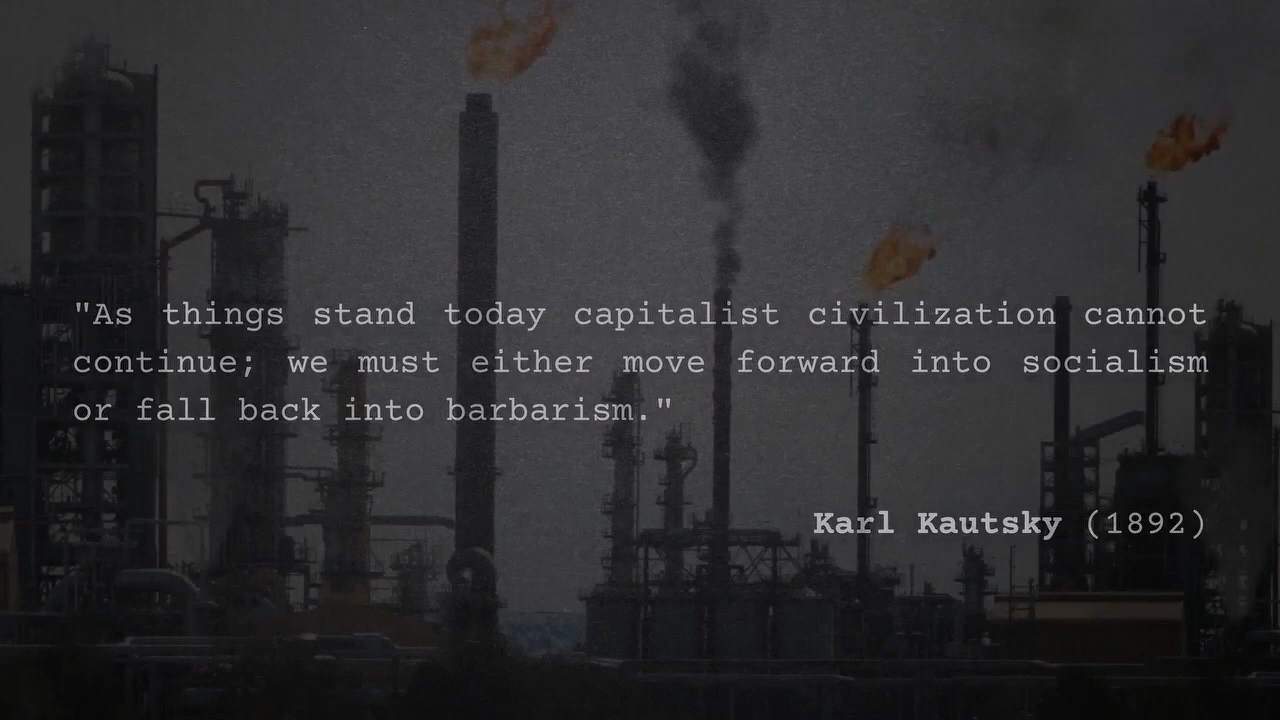 "As things stand today capitalist civilization cannot
continue; we must either move forward into socialism
or fall back into barbarism."
Karl Kautsky (1892)